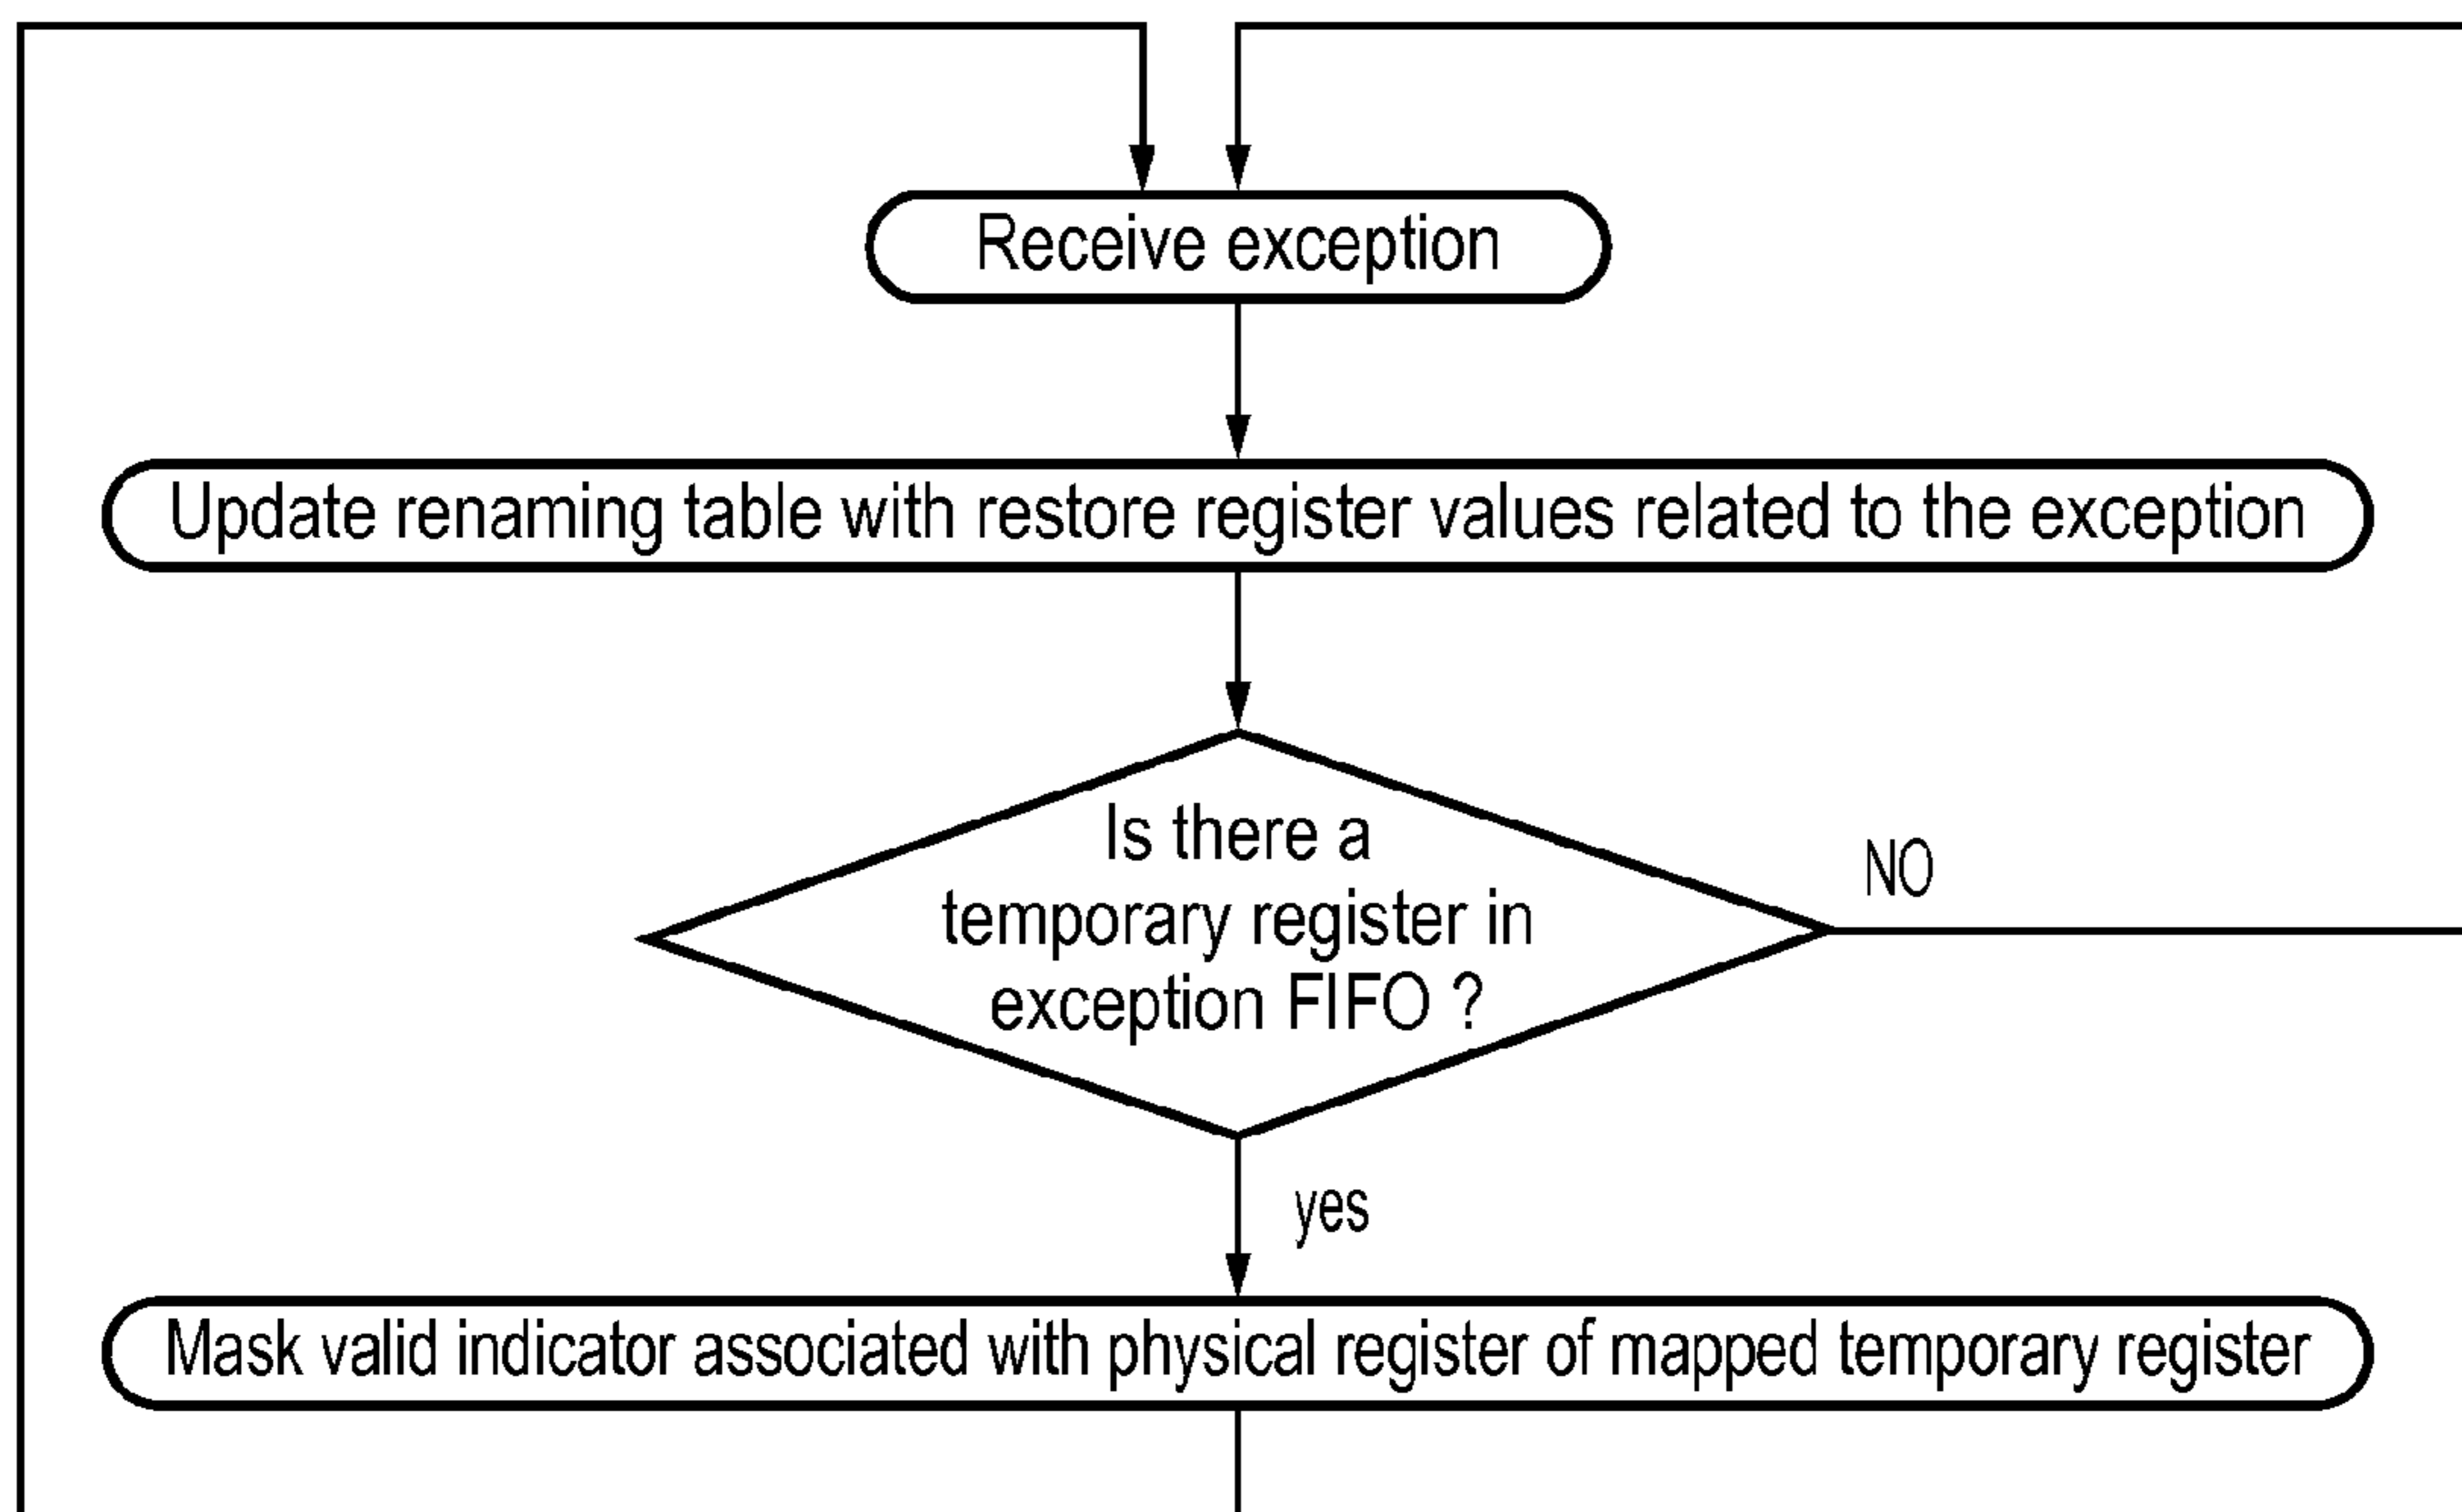 Receive exception
Update renaming table with restore register values related to the exception
Is there a
temporary register in
exception FIFO ?
NO
yes
Mask valid indicator associated with physical register of mapped temporary register